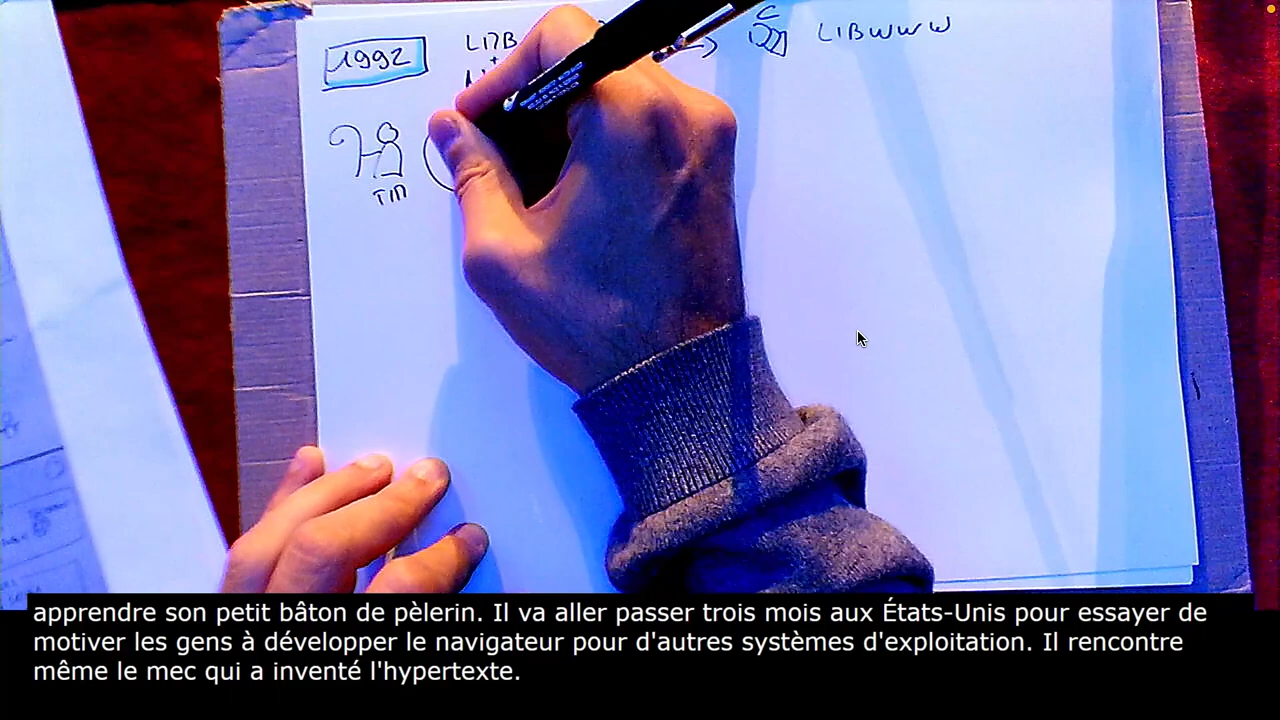 1992
C
LIBWWW
TIM
apprendre son petit bâton de pèlerin. Il va aller passer trois mois aux États-Unis pour essayer de
motiver les gens à développer le navigateur pour d'autres systèmes d'exploitation. Il rencontre
même le mec qui a inventé l'hypertexte.